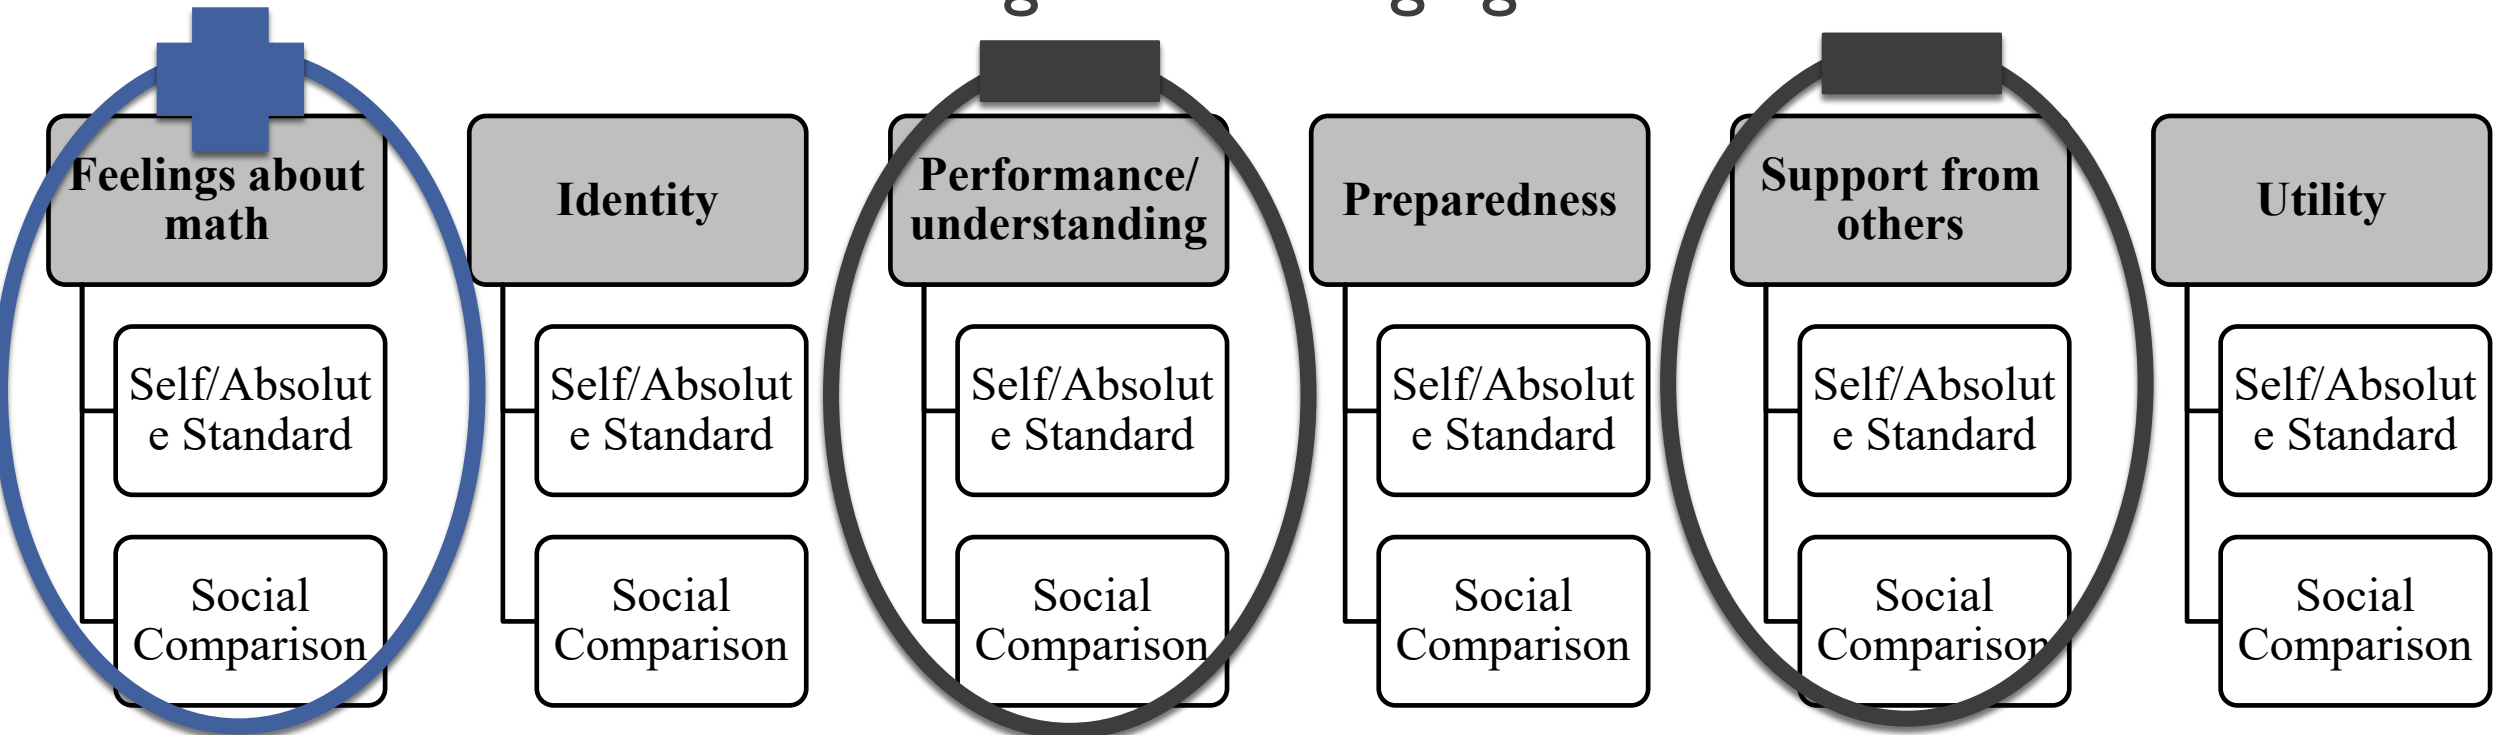 Feelings about
math
Self/Absolut
e Standard
Social
Comparison
Identity
Self/Absolut
e Standard
Social
Comparison
Performance/
understanding
Self/Absolut
e Standard
Social
Comparison
Preparedness
Self/Absolut
e Standard
Social
Comparison
Support from
others
Self/Absolut
e Standard
Social
Comparison
Utility
Self/Absolut
e Standard
Social
Comparison